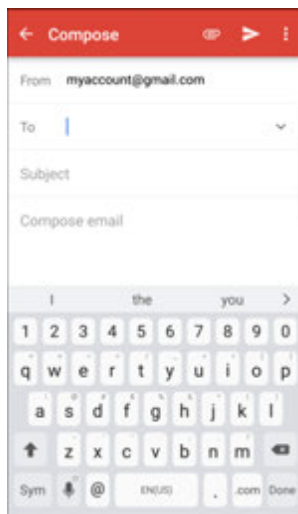 Compose
From myaccount@gmail.com
To
Subject
Compose email
I the you
1 2 3 4 5 6 7 8 9 0
q w e r t y u i o p
a s d f g h j k l
z x c v b n m
Sym @ EN(US) . .com Done